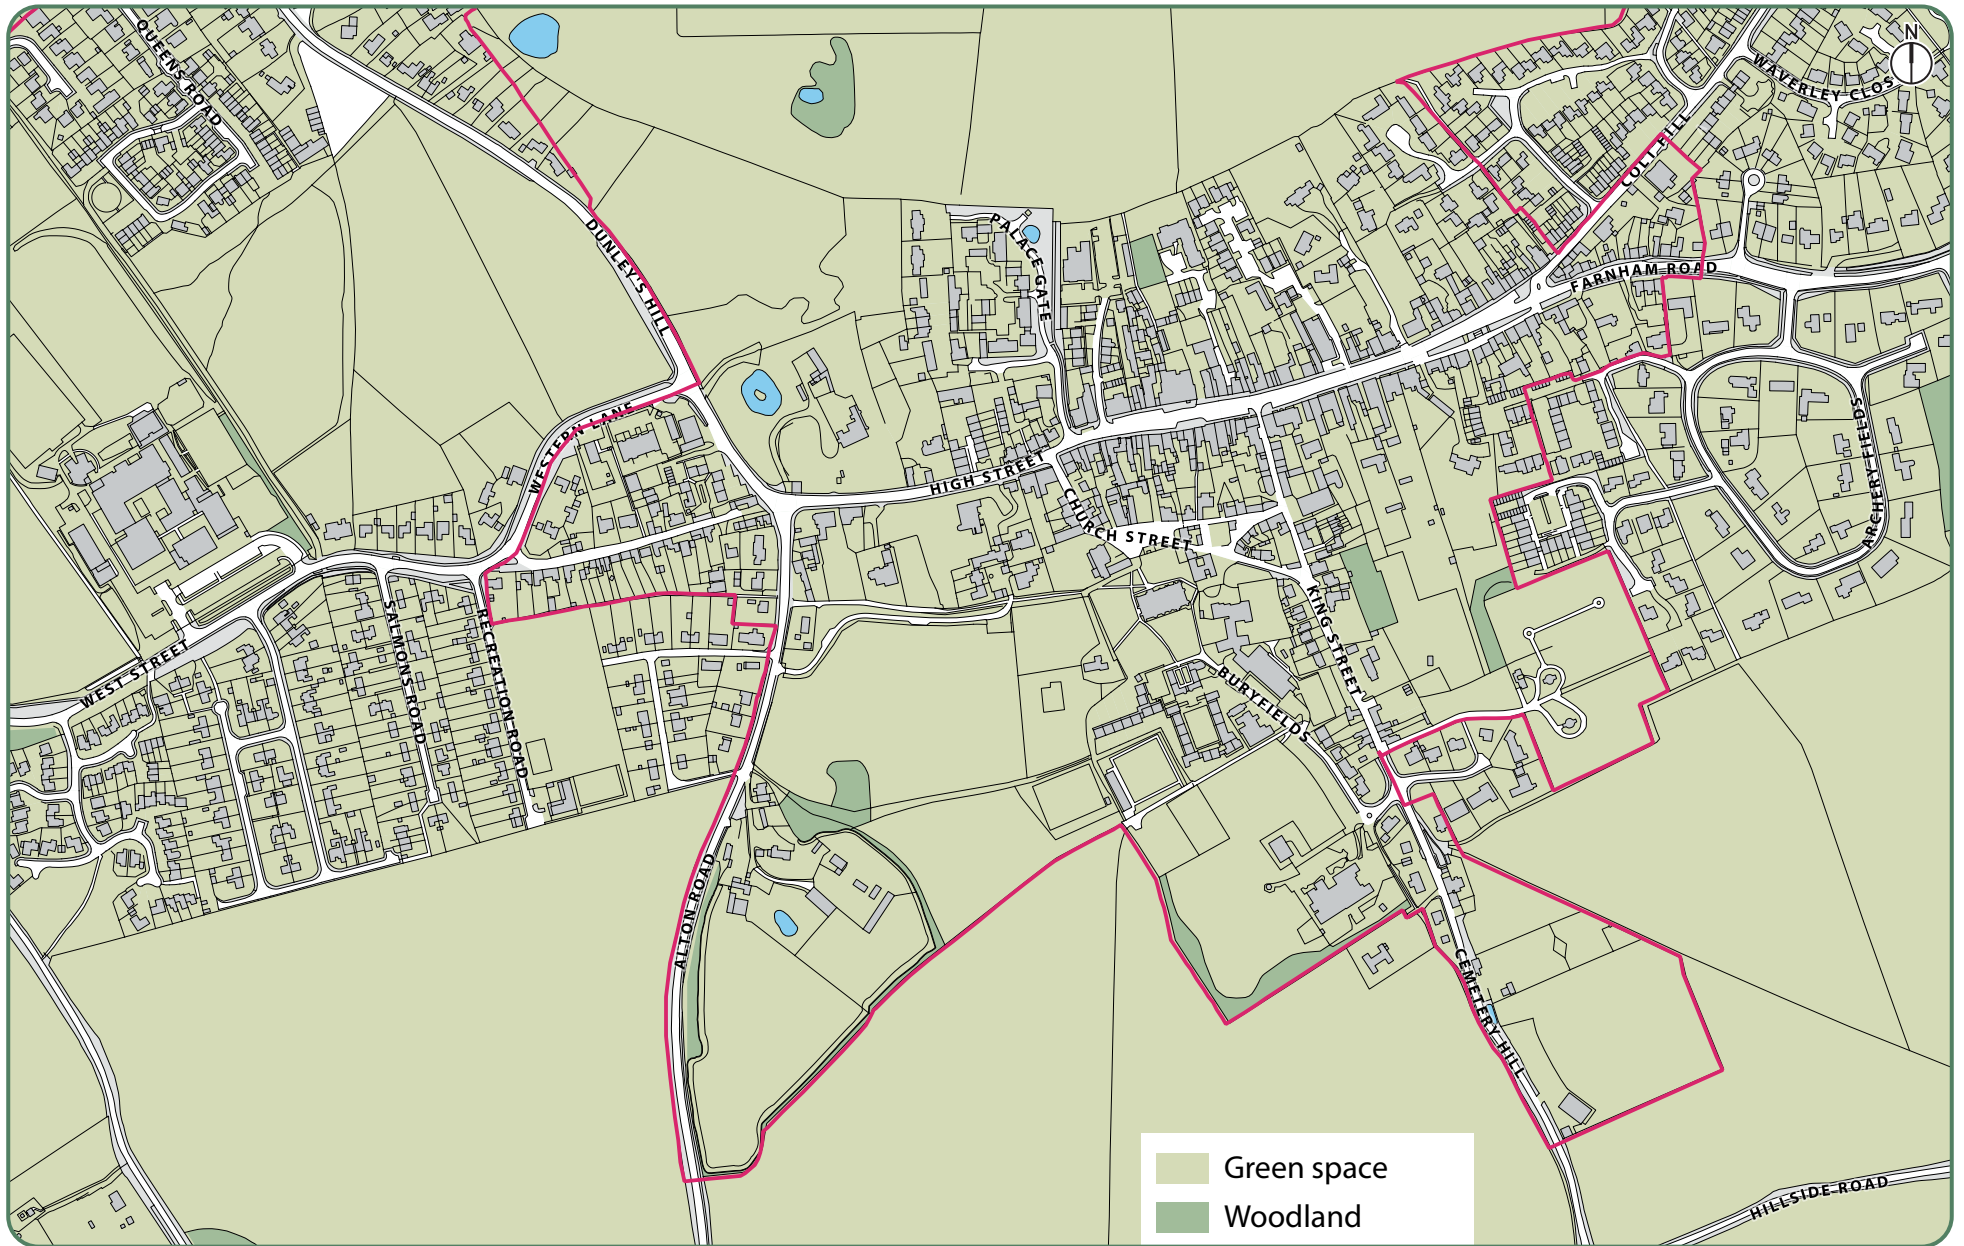 QUEENS ROAD
N
WAVERLEY CLOS
COLT HILL
PALACE GATE
DUNLEY'S HILL
FARNHAM ROAD
WESTERN LANE
ARCHERY FIELDS
HIGH STREET
CHURCH STREET
KING STREET
SALMONS ROAD
RECREATION ROAD
WEST STREET
BURYFIELDS
ALTON ROAD
CEMETERY HILL
Green space
Woodland
HILLSIDE ROAD